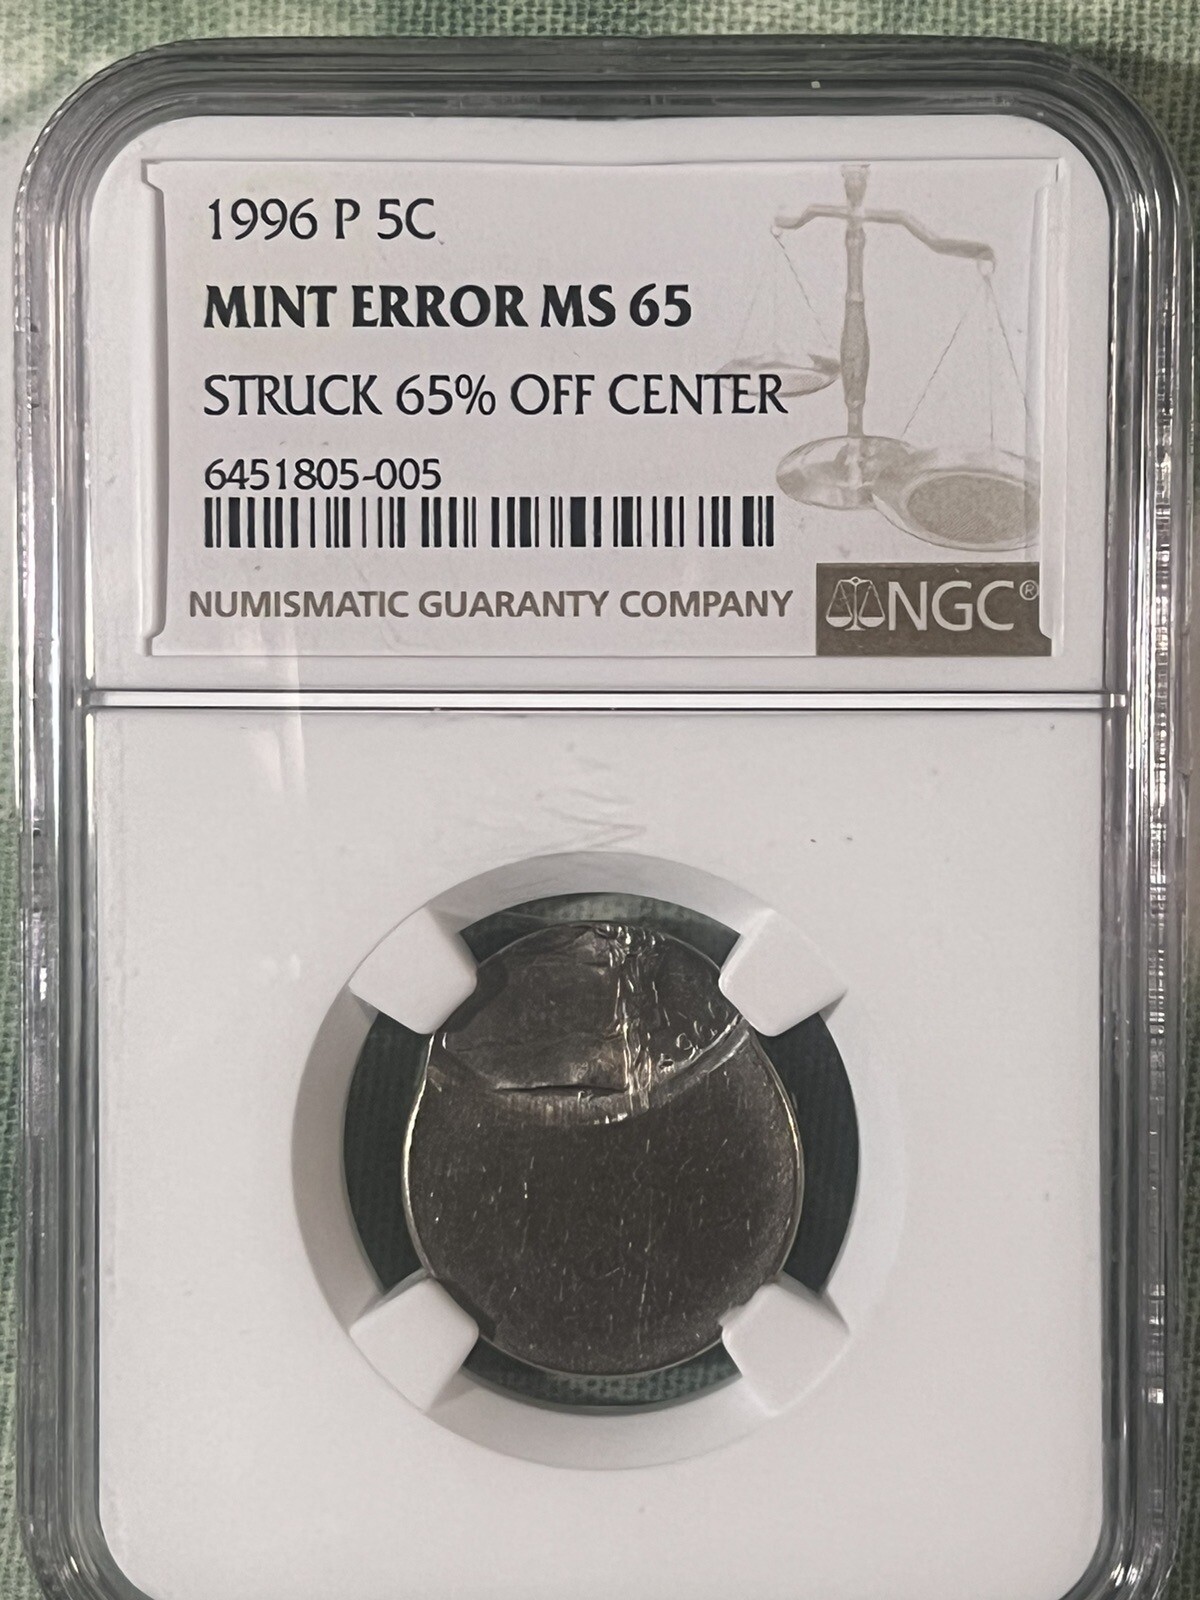 1996 P 5C
MINT ERROR MS 65
STRUCK 65% OFF CENTER
6451805-005
NUMISMATIC GUARANTY COMPANY
NGC®